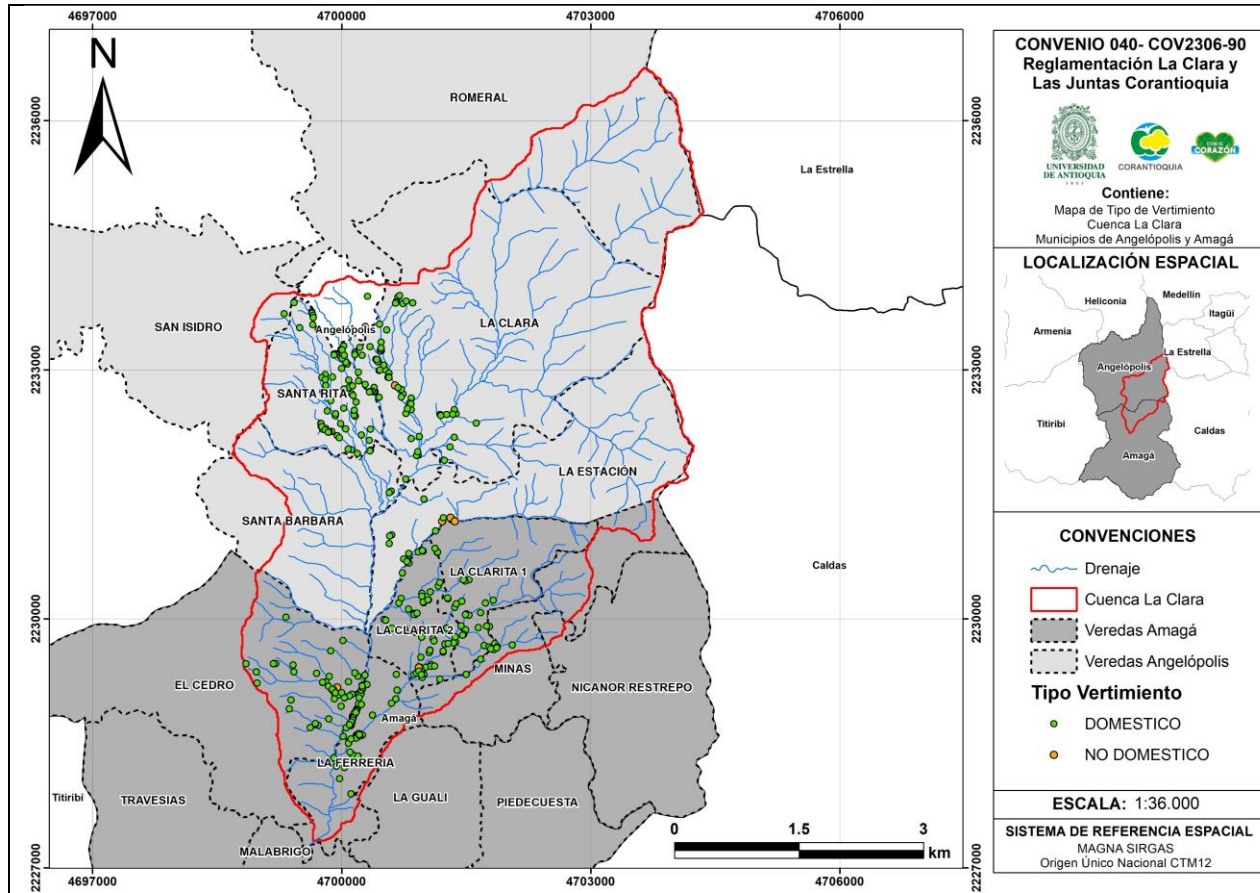 4697000
4700000
4703000
4706000
N
2236000
2233000
2230000
2227000
ROMERAL
La Estrella
SAN ISIDRO
LA CLARA
Angelópolis
SANTA RITA
LA ESTACIÓN
SANTA BARBARA
Caldas
LA CLARITA 1
LA CLARITA 2
MINAS
EL CEDRO
NICANOR RESTREPO
Amagá
LA FERRERIA
Titiribí
TRAVESIAS
LA GUALI
PIEDECUESTA
MALABRIGO
0
1.5
3
km
2236000
2233000
2230000
2227000
4697000
4700000
4703000
4706000
CONVENIO 040- COV2306-90
Reglamentación La Clara y
Las Juntas Corantioquia
UNIVERSIDAD
DE ANTIOQUIA
1803
CORANTIOQUIA
CORAZÓN
Contiene:
Mapa de Tipo de Vertimiento
Cuenca La Clara
Municipios de Angelópolis y Amagá
LOCALIZACIÓN ESPACIAL
Heliconia
Medellín
Itagüí
Armenia
La Estrella
Angelópolis
Titiribí
Caldas
Amagá
CONVENCIONES
Drenaje
Cuenca La Clara
Veredas Amagá
Veredas Angelópolis
Tipo Vertimiento
DOMESTICO
NO DOMESTICO
ESCALA: 1:36.000
SISTEMA DE REFERENCIA ESPACIAL
MAGNA SIRGAS
Origen Único Nacional CTM12